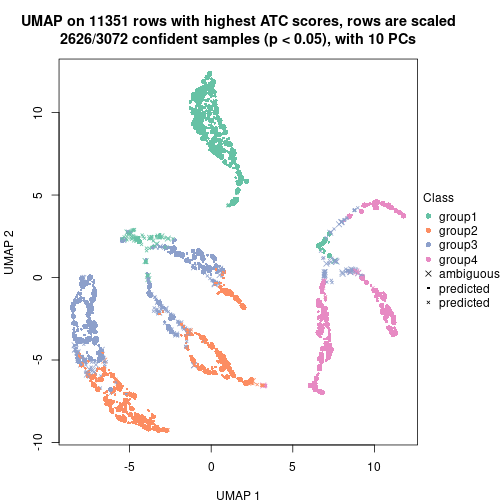 UMAP on 11351 rows with highest ATC scores, rows are scaled
2626/3072 confident samples (p < 0.05), with 10 PCs
UMAP 2
10
5
0
-5
-10
-5
0
5
10
UMAP 1
Class
group1
group2
group3
group4
ambiguous
predicted
predicted